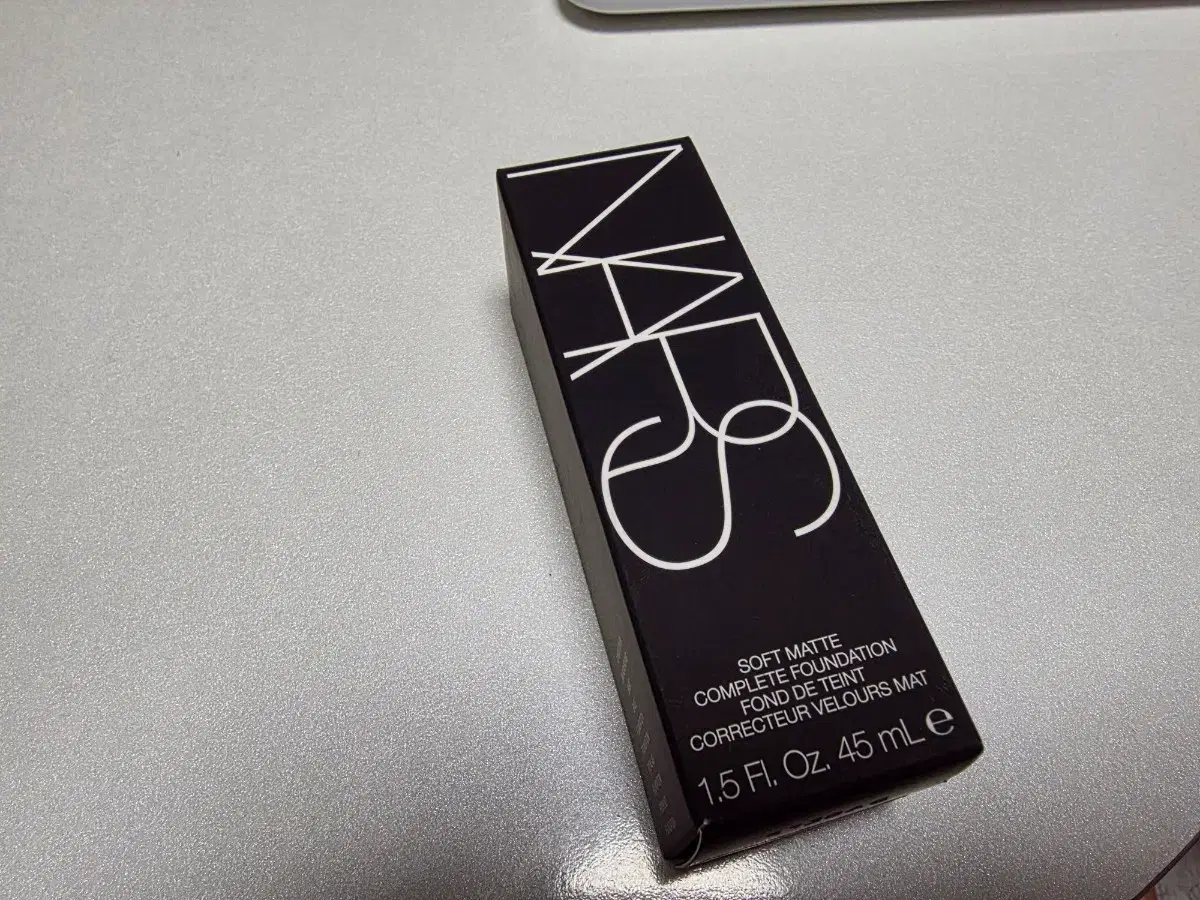 NARS
SOFT MATTE
COMPLETE FOUNDATION
FOND DE TEINT
CORRECTEUR VELOURS MAT
1.5 Fl. Oz. 45 mL e